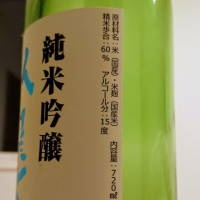 原材料名：米（国産）・米麹（国産米）
精米歩合：60％　アルコール分：15度
内容量：720㎖
純米吟醸